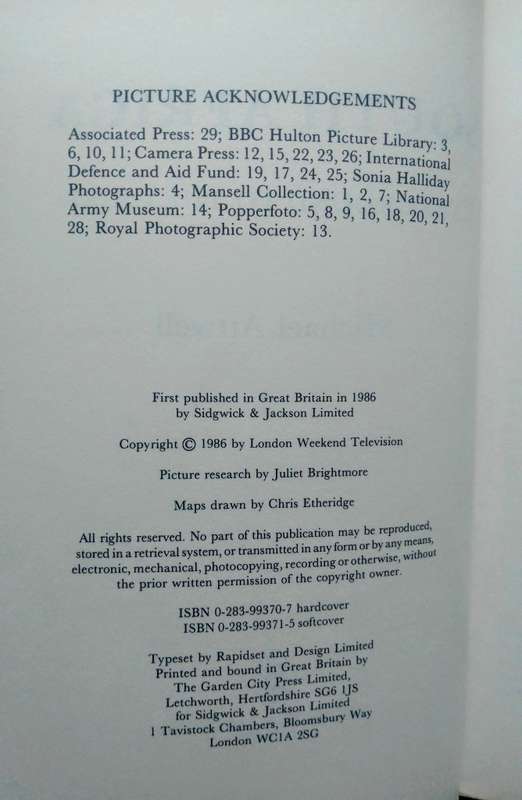 PICTURE ACKNOWLEDGEMENTS
Associated Press: 29; BBC Hulton Picture Library: 3,
6, 10, 11; Camera Press: 12, 15, 22, 23, 26; International
Defence and Aid Fund: 19, 17, 24, 25; Sonia Halliday
Photographs: 4; Mansell Collection: 1, 2, 7; National
Army Museum: 14; Popperfoto: 5, 8, 9, 16, 18, 20, 21,
28; Royal Photographic Society: 13.
First published in Great Britain in 1986
by Sidgwick & Jackson Limited
Copyright © 1986 by London Weekend Television
Picture research by Juliet Brightmore
Maps drawn by Chris Etheridge
All rights reserved. No part of this publication may be reproduced,
stored in a retrieval system, or transmitted in any form or by any means,
electronic, mechanical, photocopying, recording or otherwise, without
the prior written permission of the copyright owner.
ISBN 0-283-99370-7 hardcover
ISBN 0-283-99371-5 softcover
Typeset by Rapidset and Design Limited
Printed and bound in Great Britain by
The Garden City Press Limited,
Letchworth, Hertfordshire SG6 1JS
for Sidgwick & Jackson Limited
1 Tavistock Chambers, Bloomsbury Way
London WC1A 2SG